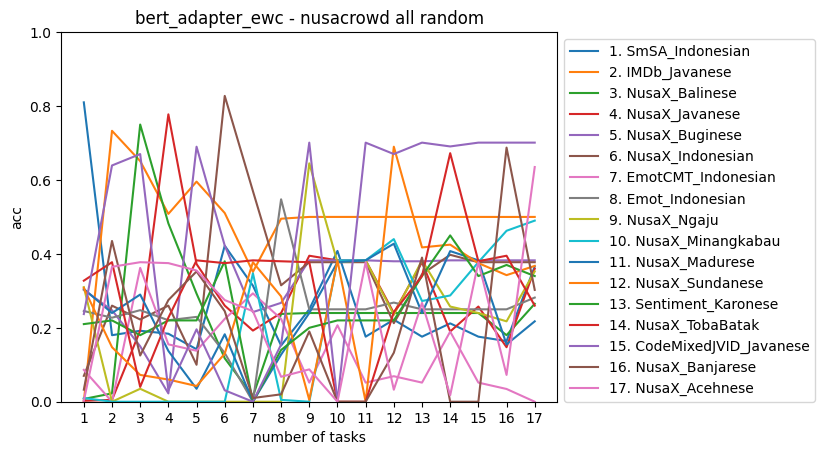 bert_adapter_ewc - nusacrowd all random
1.0
0.8
0.6
0.4
0.2
0.0
acc
1 2 3 4 5 6 7 8 9 10 11 12 13 14 15 16 17
number of tasks
1. SmSA_Indonesian
2. IMDb_Javanese
3. NusaX_Balinese
4. NusaX_Javanese
5. NusaX_Buginese
6. NusaX_Indonesian
7. EmotCMT_Indonesian
8. Emot_Indonesian
9. NusaX_Ngaju
10. NusaX_Minangkabau
11. NusaX_Madurese
12. NusaX_Sundanese
13. Sentiment_Karonese
14. NusaX_TobaBatak
15. CodeMixedJVID_Javanese
16. NusaX_Banjarese
17. NusaX_Acehnese